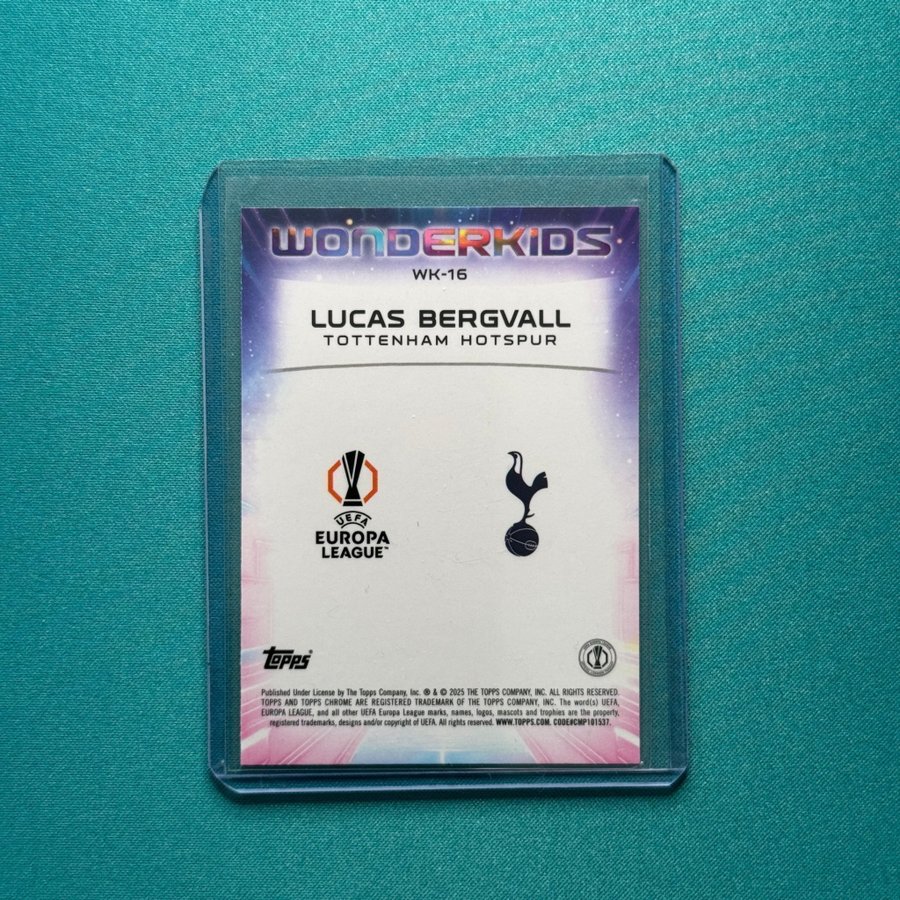 WONDERKIDS
WK-16
LUCAS BERGVALL
TOTTENHAM HOTSPUR
UEFA
EUROPA
LEAGUE™
topps®
Published Under License by The Topps Company, Inc. ® & © 2025 THE TOPPS COMPANY, INC. ALL RIGHTS RESERVED.
TOPPS AND TOPPS CHROME ARE REGISTERED TRADEMARK OF THE TOPPS COMPANY, INC. The word(s) UEFA,
EUROPA LEAGUE, and all other UEFA Europa League marks, names, logos, mascots and trophies are the property,
registered trademarks, designs and/or copyright of UEFA. All rights reserved. WWW.TOPPS.COM. CODE#CMP101537.